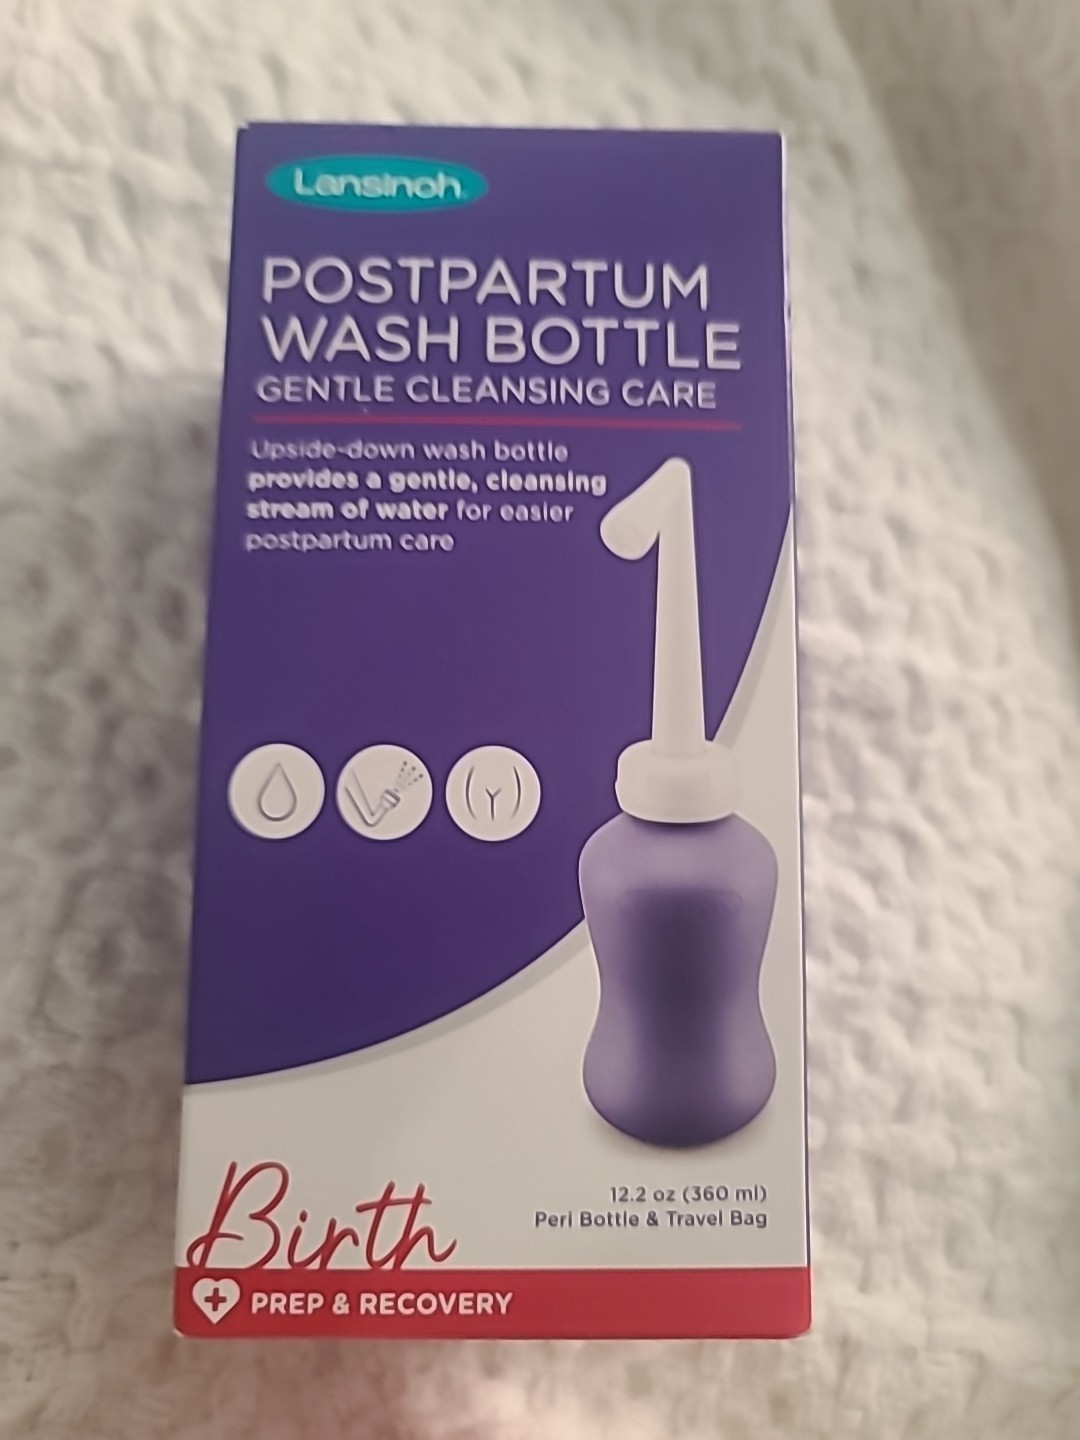 Lansinoh
POSTPARTUM
WASH BOTTLE
GENTLE CLEANSING CARE
Upside-down wash bottle
provides a gentle, cleansing
stream of water for easier
postpartum care
Birth
12.2 oz (360 ml)
Peri Bottle & Travel Bag
PREP & RECOVERY